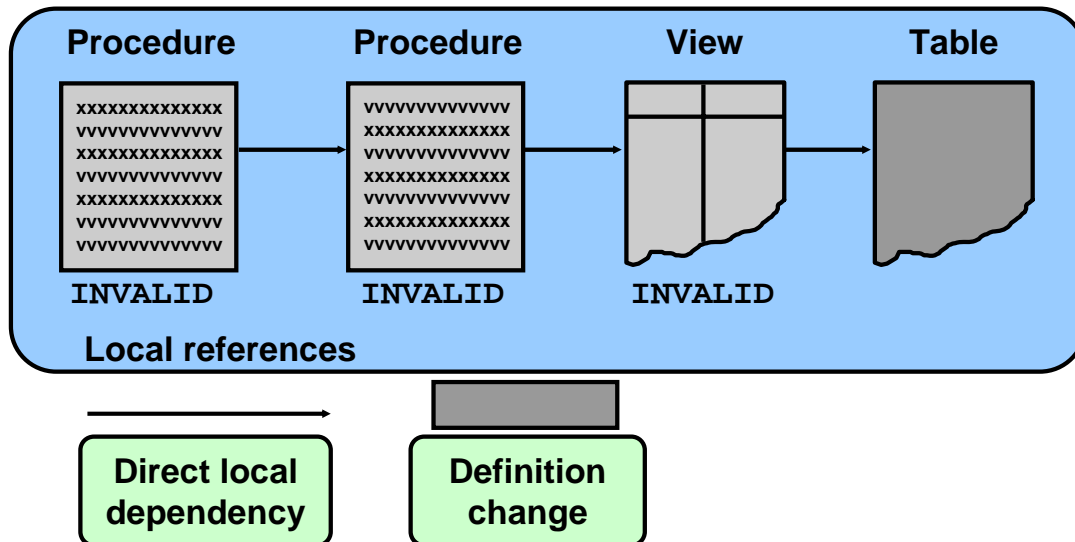 Procedure Procedure View Table
xxxxxxxxxxxxxx
vvvvvvvvvvvvvv
xxxxxxxxxxxxxx
vvvvvvvvvvvvvv
xxxxxxxxxxxxxx
vvvvvvvvvvvvvv
vvvvvvvvvvvvvv
vvvvvvvvvvvvvv
xxxxxxxxxxxxxx
vvvvvvvvvvvvvv
xxxxxxxxxxxxxx
vvvvvvvvvvvvvv
xxxxxxxxxxxxxx
vvvvvvvvvvvvvv
INVALID INVALID INVALID
Local references
Direct local
dependency
Definition
change